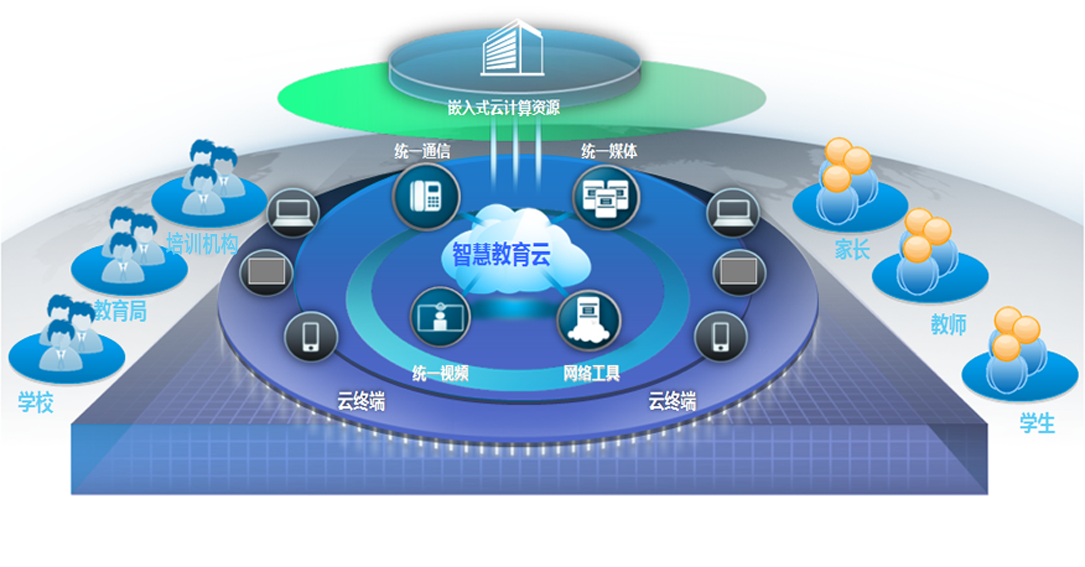 嵌入式云计算资源
统一通信
统一媒体
智慧教育云
培训机构
家长
教育局
教师
统一视频
网络工具
云终端
云终端
学校
学生